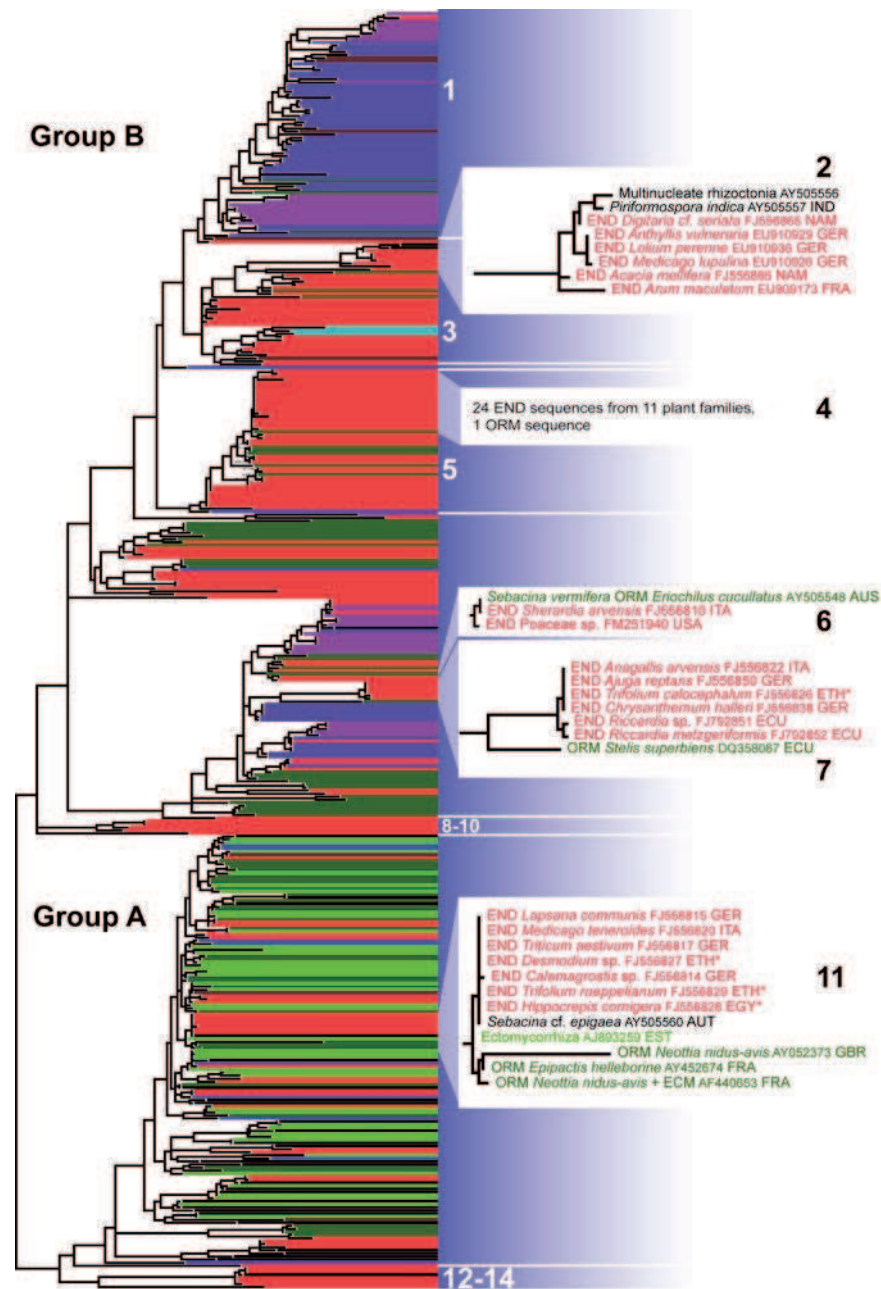 1
Group B
2
Multinucleate rhizoctonia AY505556
Piriformospora indica AY505557 IND
END Digitaria cf. seriata FJ556865 NAM
END Anthyllis vulneraria EU910929 GER
END Lolium perenne EU910936 GER
END Medicago lupulina EU910926 GER
END Acacia mellifera FJ556866 NAM
END Arum maculatum EU909173 FRA
3
24 END sequences from 11 plant families,
1 ORM sequence
4
5
Sebacina vermifera ORM Eriochilus cucullatus AY505548 AUS
END Sherardia arvensis FJ556810 ITA
END Poaceae sp. FM251940 USA
6
END Anagallis arvensis FJ556822 ITA
END Ajuga reptans FJ556850 GER
END Trifolium calocephalum FJ556826 ETH*
END Chrysanthemum halleri FJ556838 GER
END Riccardia sp. FJ792851 ECU
END Riccardia metzgeriformis FJ792852 ECU
ORM Stelis superbiens DQ358067 ECU
7
8-10
Group A
END Lapsana communis FJ556815 GER
END Medicago teneroides FJ556820 ITA
END Triticum aestivum FJ556817 GER
END Desmodium sp. FJ556827 ETH*
END Calamagrostis sp. FJ556814 GER
END Trifolium rueppelianum FJ556829 ETH*
END Hippocrepis cornigera FJ556828 EGY*
Sebacina cf. epigaea AY505560 AUT
Ectomycorrhiza AJ893259 EST
ORM Neottia nidus-avis AY052373 GBR
ORM Epipactis helleborine AY452674 FRA
ORM Neottia nidus-avis + ECM AF440653 FRA
11
12-14